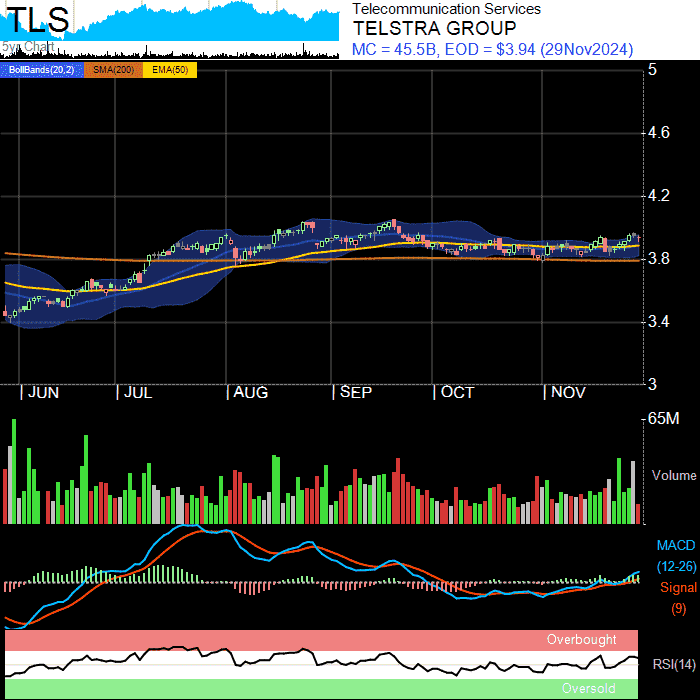 TLS
5yr Chart
Telecommunication Services
TELSTRA GROUP
MC = 45.5B, EOD = $3.94 (29Nov2024)
BollBands(20,2) SMA(200) EMA(50)
5
4.6
4.2
3.8
3.4
3
JUN JUL AUG SEP OCT NOV
65M
Volume
MACD
(12-26)
Signal
(9)
Overbought
RSI(14)
Oversold